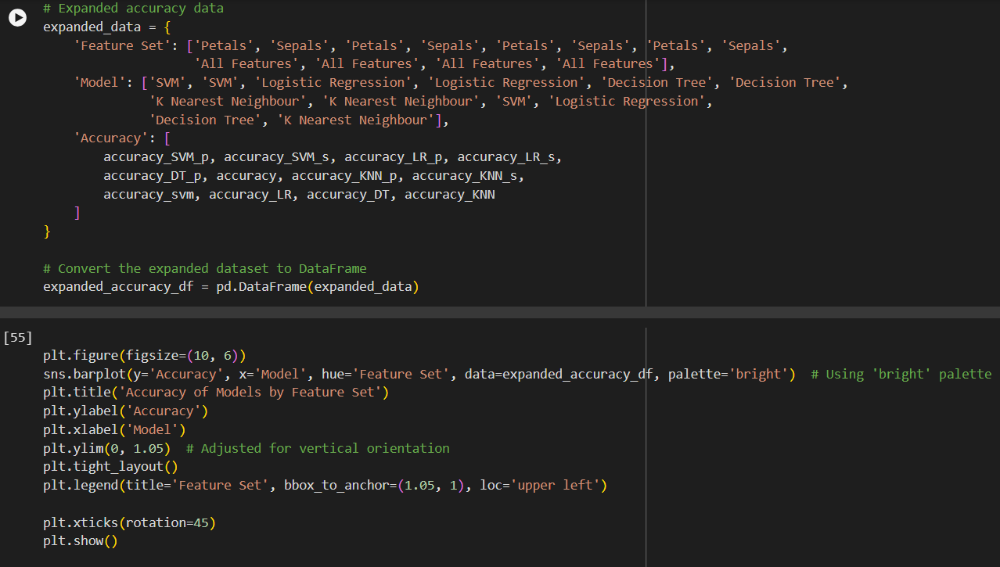 # Expanded accuracy data
expanded_data = {
    'Feature Set': ['Petals', 'Sepals', 'Petals', 'Sepals', 'Petals', 'Sepals', 'Petals', 'Sepals',
                    'All Features', 'All Features', 'All Features', 'All Features'],
    'Model': ['SVM', 'SVM', 'Logistic Regression', 'Logistic Regression', 'Decision Tree', 'Decision Tree',
              'K Nearest Neighbour', 'K Nearest Neighbour', 'SVM', 'Logistic Regression',
              'Decision Tree', 'K Nearest Neighbour'],
    'Accuracy': [
        accuracy_SVM_p, accuracy_SVM_s, accuracy_LR_p, accuracy_LR_s,
        accuracy_DT_p, accuracy, accuracy_KNN_p, accuracy_KNN_s,
        accuracy_svm, accuracy_LR, accuracy_DT, accuracy_KNN
    ]
}
# Convert the expanded dataset to DataFrame
expanded_accuracy_df = pd.DataFrame(expanded_data)
[55]
plt.figure(figsize=(10, 6))
sns.barplot(y='Accuracy', x='Model', hue='Feature Set', data=expanded_accuracy_df, palette='bright')  # Using 'bright' palette
plt.title('Accuracy of Models by Feature Set')
plt.ylabel('Accuracy')
plt.xlabel('Model')
plt.ylim(0, 1.05)  # Adjusted for vertical orientation
plt.tight_layout()
plt.legend(title='Feature Set', bbox_to_anchor=(1.05, 1), loc='upper left')
plt.xticks(rotation=45)
plt.show()